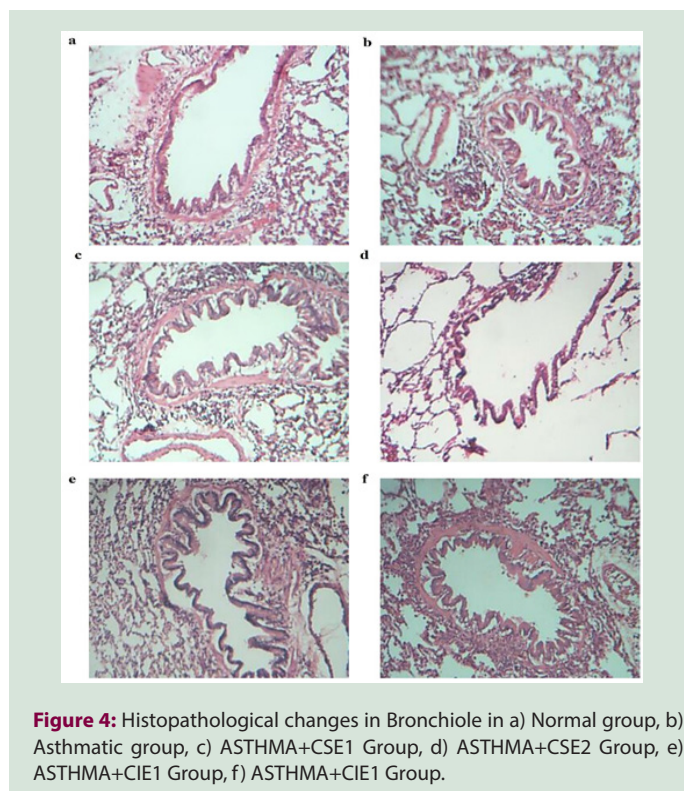 a
b
c
d
e
f
Figure 4: Histopathological changes in Bronchiole in a) Normal group, b)
Asthmatic group, c) ASTHMA+CSE1 Group, d) ASTHMA+CSE2 Group, e)
ASTHMA+CIE1 Group, f) ASTHMA+CIE1 Group.